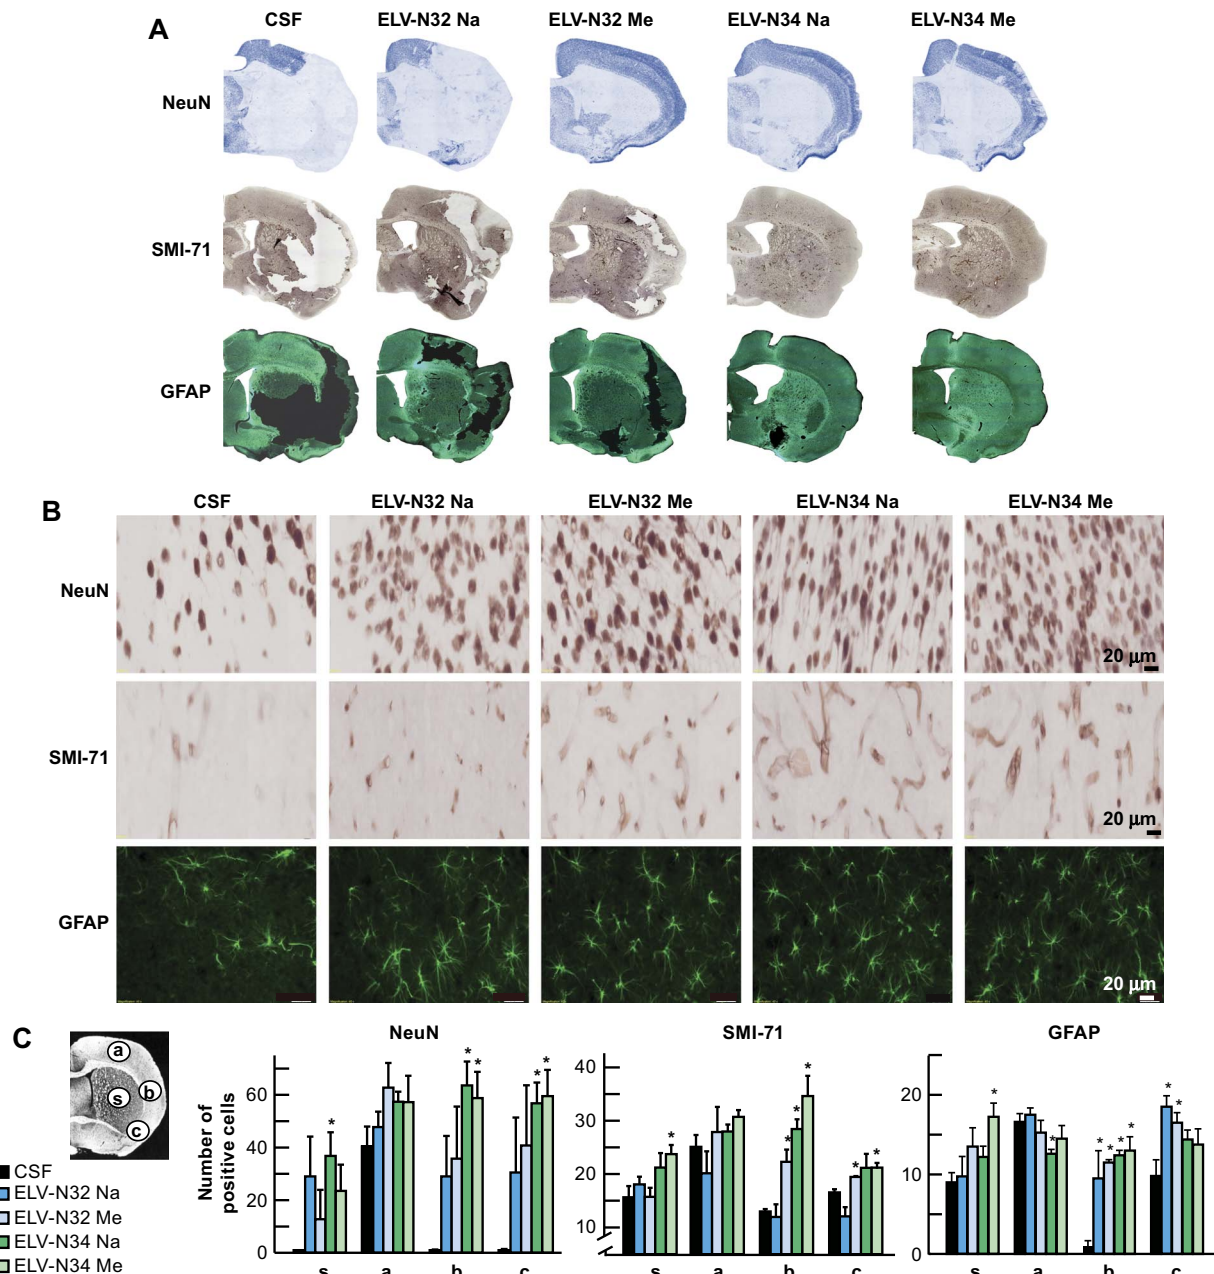 A
CSF ELV-N32 Na ELV-N32 Me ELV-N34 Na ELV-N34 Me
NeuN
SMI-71
GFAP
B
CSF ELV-N32 Na ELV-N32 Me ELV-N34 Na ELV-N34 Me
NeuN
20 µm
SMI-71
20 µm
GFAP
20 µm
C
a
b
s
c
CSF
ELV-N32 Na
ELV-N32 Me
ELV-N34 Na
ELV-N34 Me
NeuN
Number of
positive cells
60
40
20
0
* * * * *
s a b c
SMI-71
40
30
20
10
* * * * * *
s a b c
GFAP
20
10
0
* * * * * * * *
s a b c